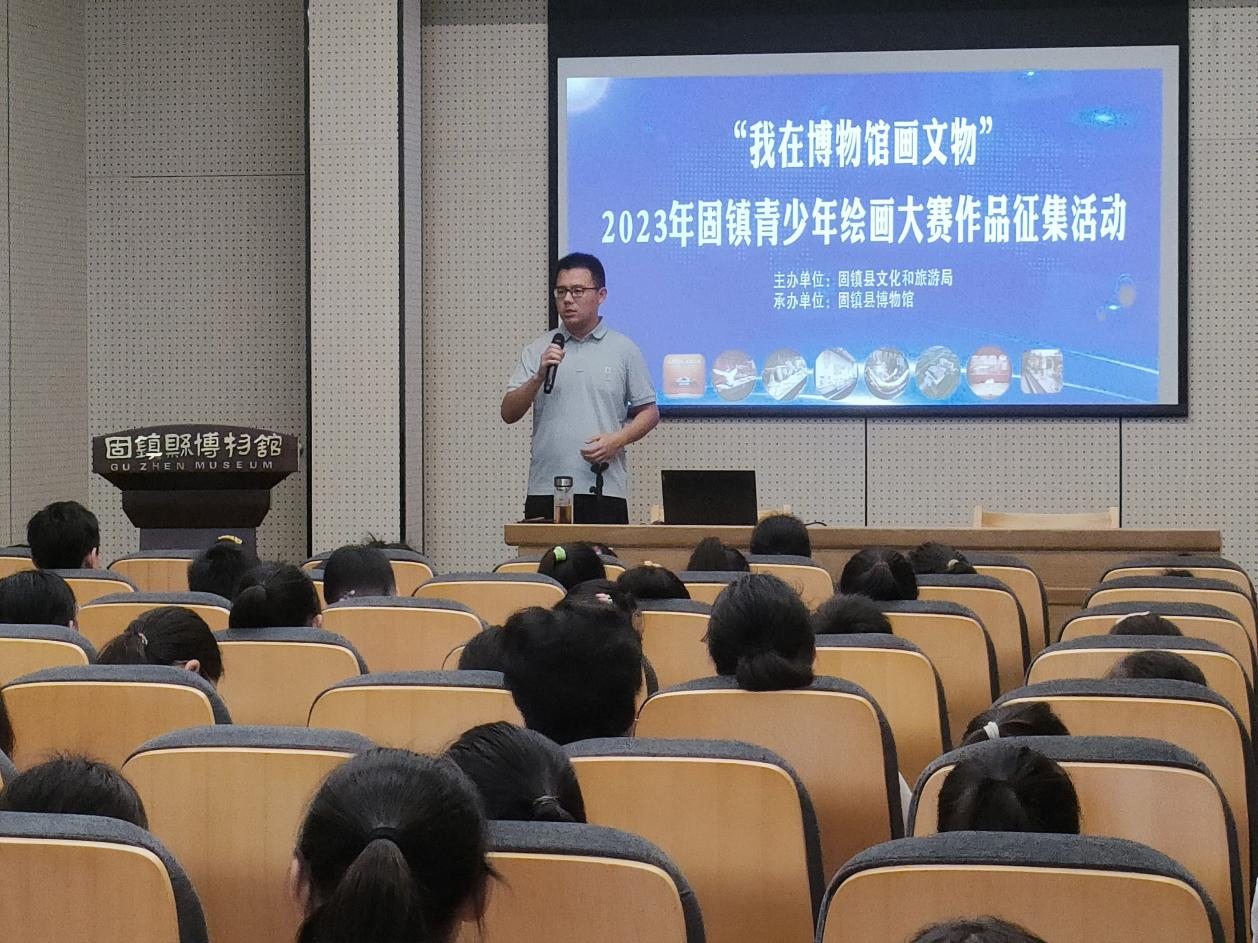 “我在博物馆画文物”
2023年固镇青少年绘画大赛作品征集活动
主办单位：固镇县文化和旅游局
承办单位：固镇县博物馆
固鎮縣博物館
GU ZHEN MUSEUM